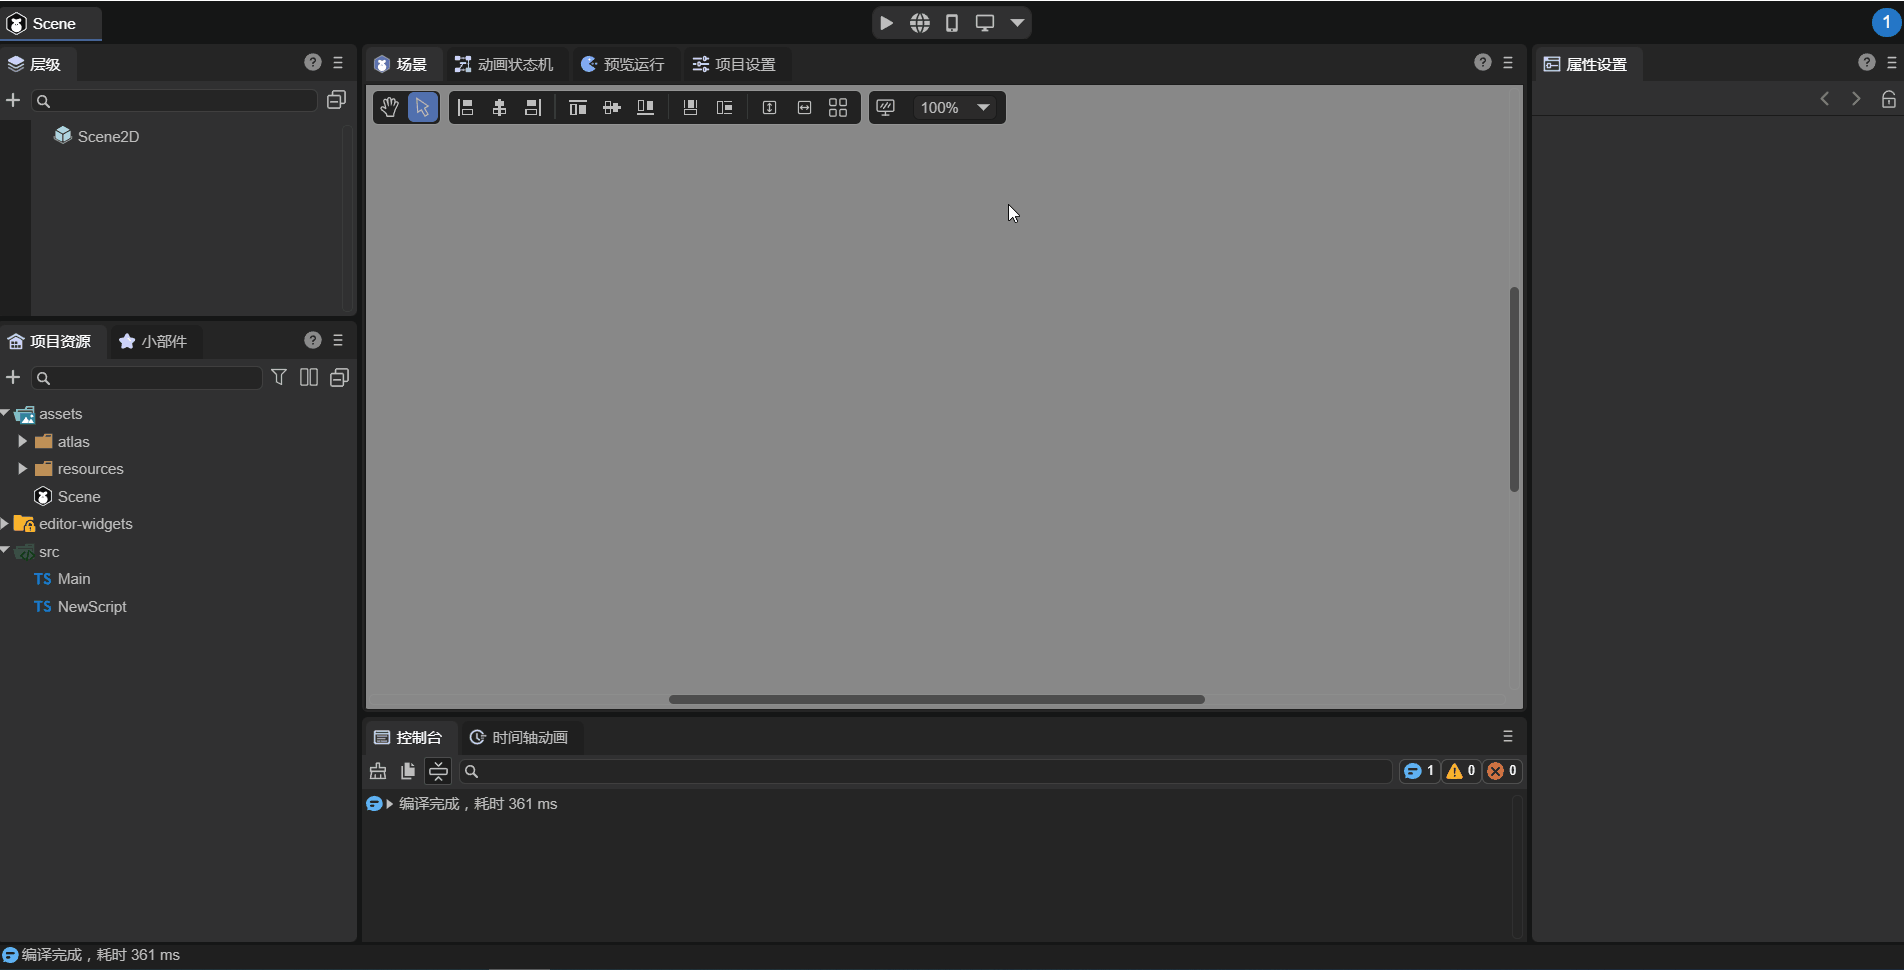 Scene
1
层级
Scene2D
项目资源
小部件
assets
atlas
resources
Scene
editor-widgets
src
TS Main
TS NewScript
场景
动画状态机
预览运行
项目设置
100%
控制台
时间轴动画
1
0
0
编译完成，耗时 361 ms
属性设置
编译完成，耗时 361 ms